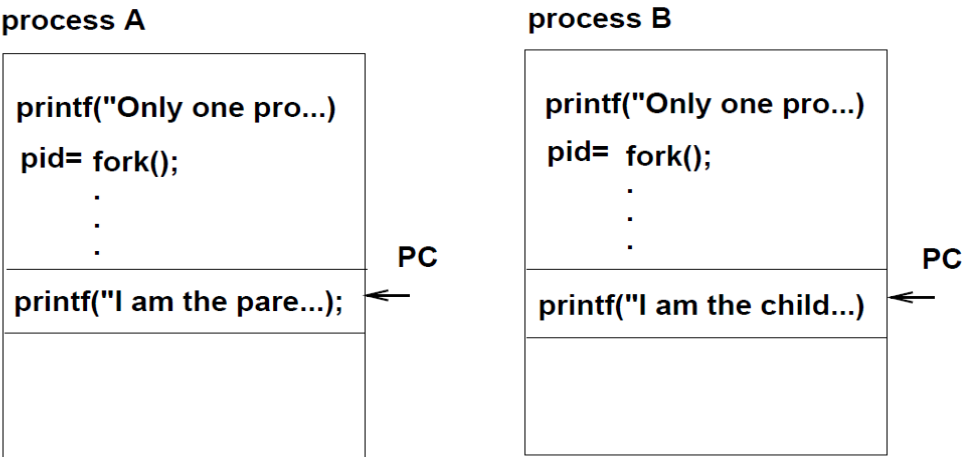 process A
printf("Only one pro...)
pid= fork();
.
.
.
PC
printf("I am the pare...);
process B
printf("Only one pro...)
pid= fork();
.
.
.
PC
printf("I am the child...)